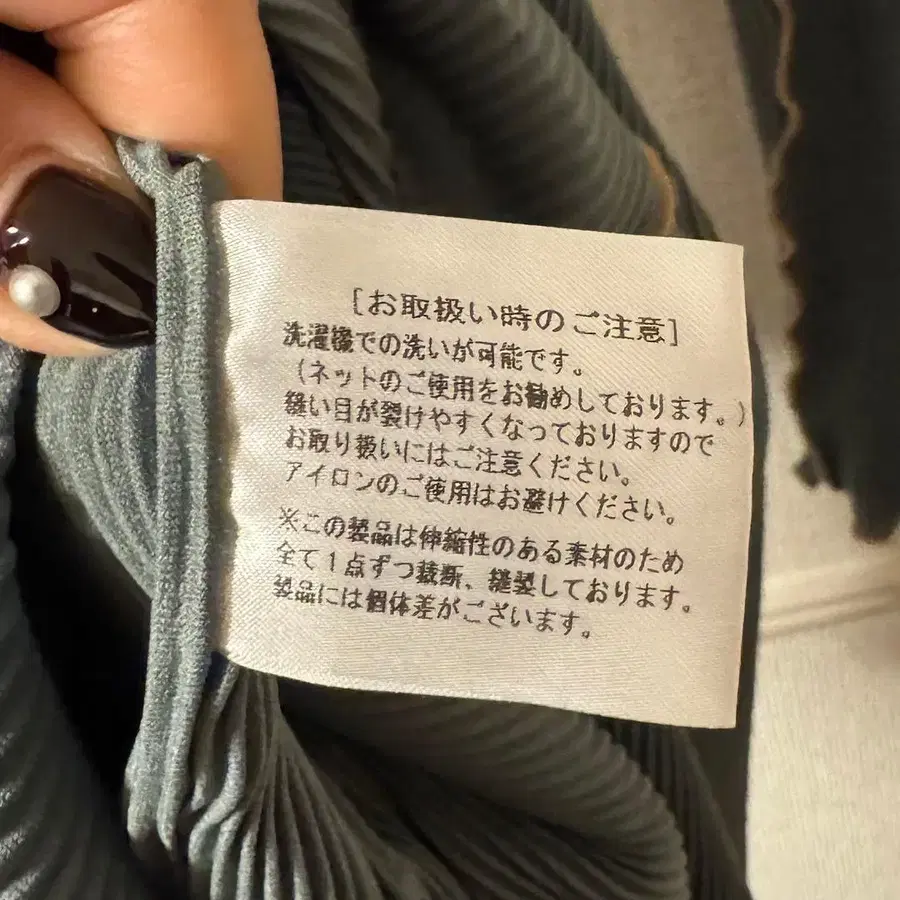 [お取扱い時のご注意]
洗濯後での洗いが可能です。
(ネットのご使用をお勧めしております。)
縫い目が裂けやすくなっておりますので
お取り扱いにはご注意ください。
アイロンのご使用はお避けください。
※この製品は伸縮性のある素材のため
全て1点ずつ裁断、縫製しております。
製品には個体差がございます。